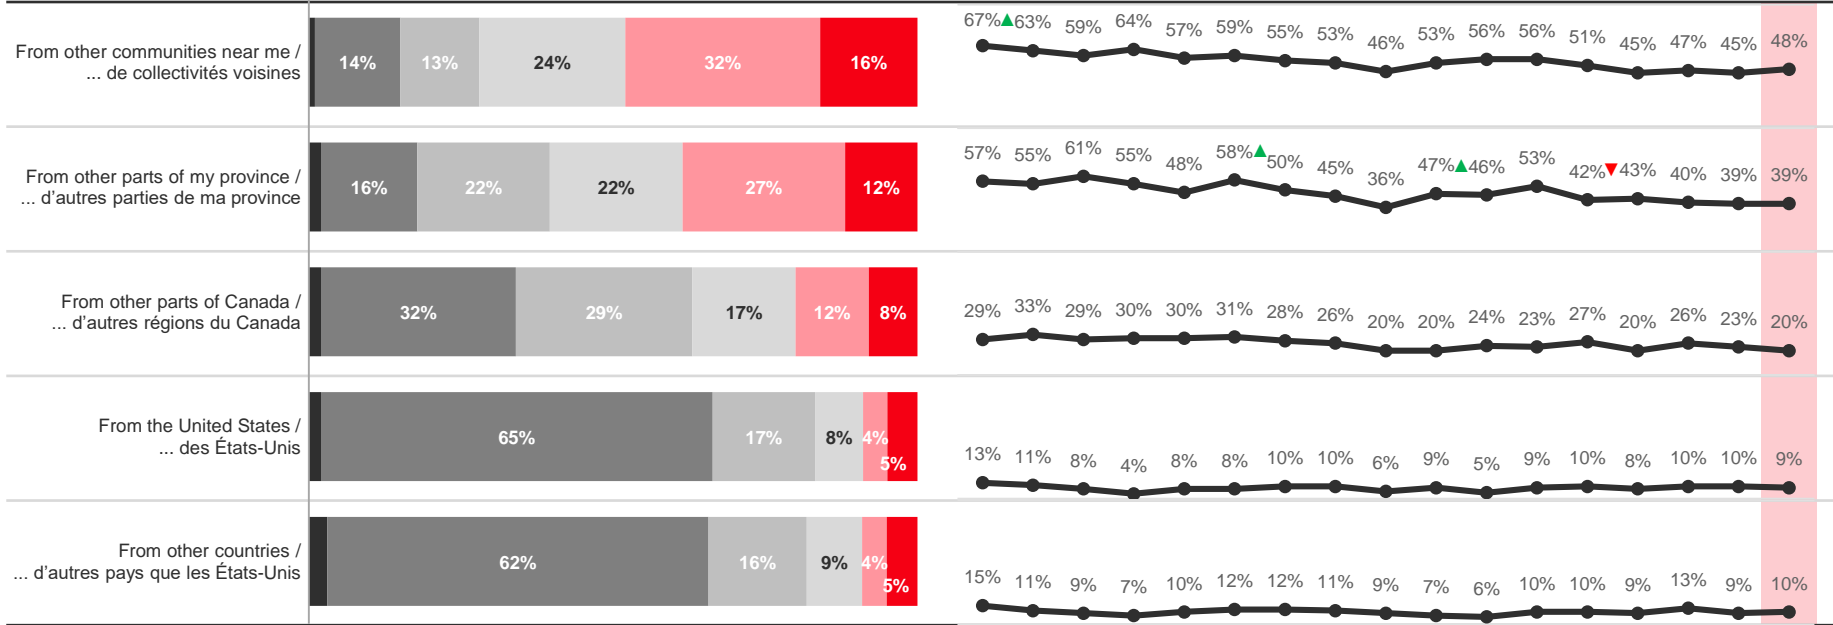 From other communities near me /
... de collectivités voisines
14% 13% 24% 32% 16%
67% ▲ 63% 59% 64% 57% 59% 55% 53% 46% 53% 56% 56% 51% 45% 47% 45% 48%
From other parts of my province /
... d'autres parties de ma province
16% 22% 22% 27% 12%
57% 55% 61% 55% 48% 58% ▲ 50% 45% 36% 47% ▲ 46% 53% 42% ▼ 43% 40% 39% 39%
From other parts of Canada /
... d'autres régions du Canada
32% 29% 17% 12% 8%
29% 33% 29% 30% 30% 31% 28% 26% 20% 20% 24% 23% 27% 20% 26% 23% 20%
From the United States /
... des États-Unis
65% 17% 8% 4% 5%
13% 11% 8% 4% 8% 8% 10% 10% 6% 9% 5% 9% 10% 8% 10% 10% 9%
From other countries /
... d'autres pays que les États-Unis
62% 16% 9% 4% 5%
15% 11% 9% 7% 10% 12% 12% 11% 9% 7% 6% 10% 10% 9% 13% 9% 10%